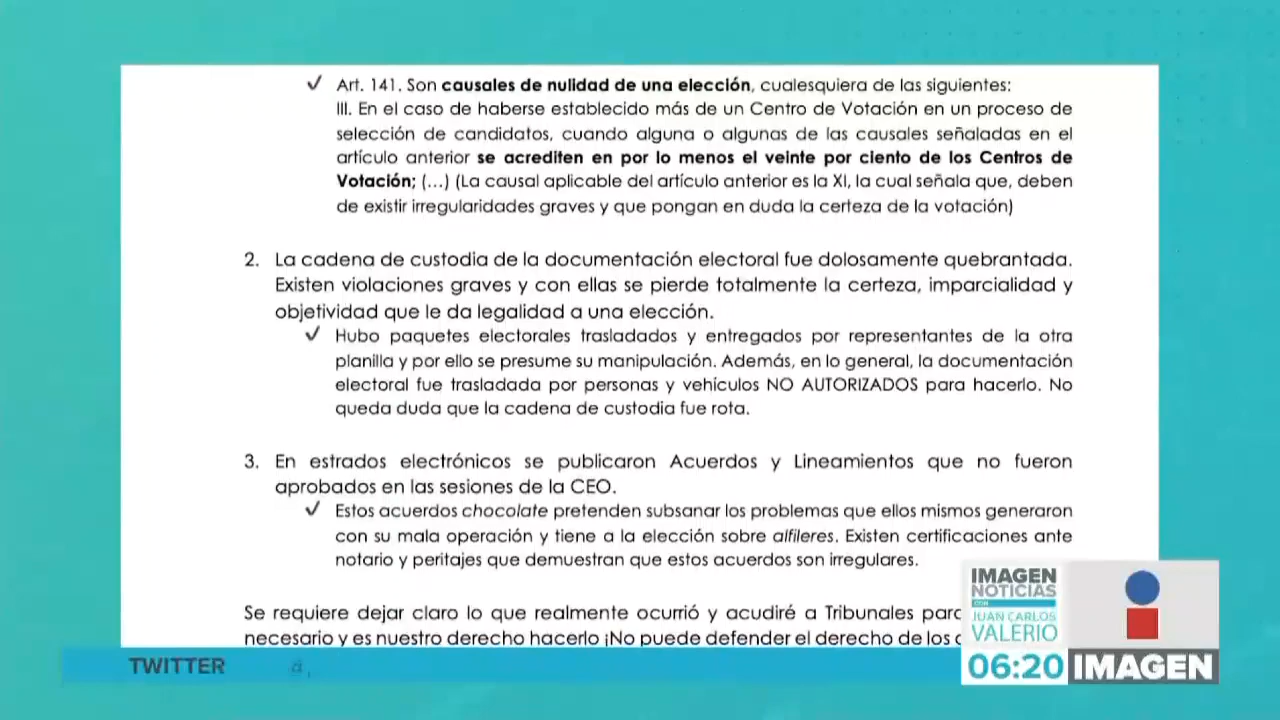 ✓ Art. 141. Son causales de nulidad de una elección, cualesquiera de las siguientes:
III. En el caso de haberse establecido más de un Centro de Votación en un proceso de
selección de candidatos, cuando alguna o algunas de las causales señaladas en el
artículo anterior se acrediten en por lo menos el veinte por ciento de los Centros de
Votación; (...) (La causal aplicable del artículo anterior es la XI, la cual señala que, deben
de existir irregularidades graves y que pongan en duda la certeza de la votación)
2. La cadena de custodia de la documentación electoral fue dolosamente quebrantada.
Existen violaciones graves y con ellas se pierde totalmente la certeza, imparcialidad y
objetividad que le da legalidad a una elección.
✓ Hubo paquetes electorales trasladados y entregados por representantes de la otra
planilla y por ello se presume su manipulación. Además, en lo general, la documentación
electoral fue trasladada por personas y vehículos NO AUTORIZADOS para hacerlo. No
queda duda que la cadena de custodia fue rota.
3. En estrados electrónicos se publicaron Acuerdos y Lineamientos que no fueron
aprobados en las sesiones de la CEO.
✓ Estos acuerdos chocolate pretenden subsanar los problemas que ellos mismos generaron
con su mala operación y tiene a la elección sobre alfileres. Existen certificaciones ante
notario y peritajes que demuestran que estos acuerdos son irregulares.
Se requiere dejar claro lo que realmente ocurrió y acudiré a Tribunales
necesario y es nuestro derecho hacerlo ¡No puede defender el derecho de los
IMAGEN
NOTICIAS
CON
JUAN CARLOS
VALERIO
TWITTER
06:20 IMAGEN